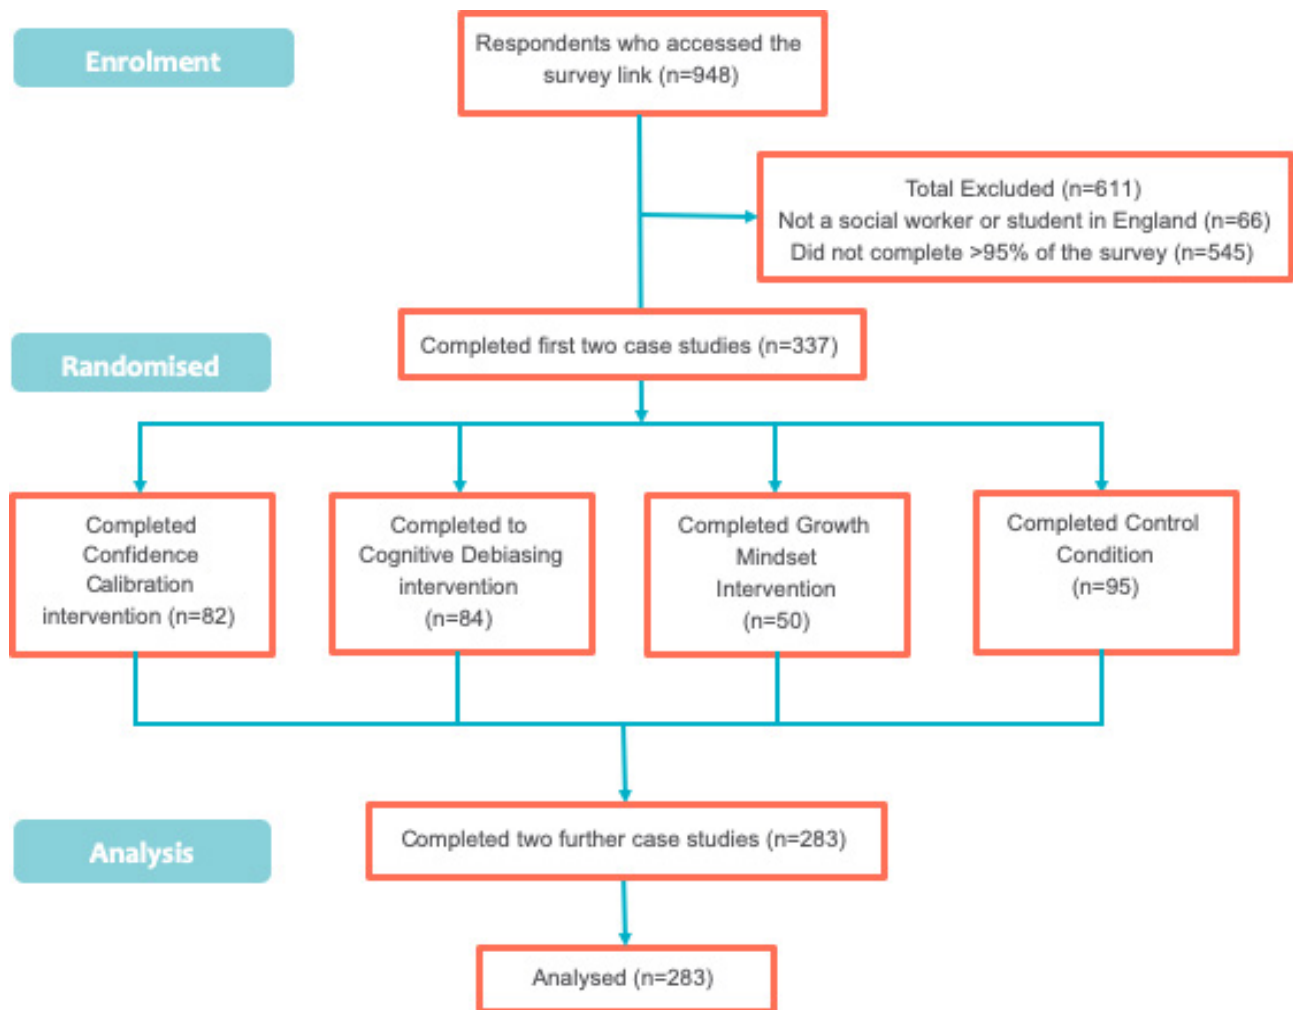 Enrolment
Respondents who accessed the
survey link (n=948)
Total Excluded (n=611)
Not a social worker or student in England (n=66)
Did not complete >95% of the survey (n=545)
Randomised
Completed first two case studies (n=337)
Completed
Confidence
Calibration
intervention (n=82)
Completed to
Cognitive Debiasing
intervention
(n=84)
Completed Growth
Mindset
Intervention
(n=50)
Completed Control
Condition
(n=95)
Analysis
Completed two further case studies (n=283)
Analysed (n=283)